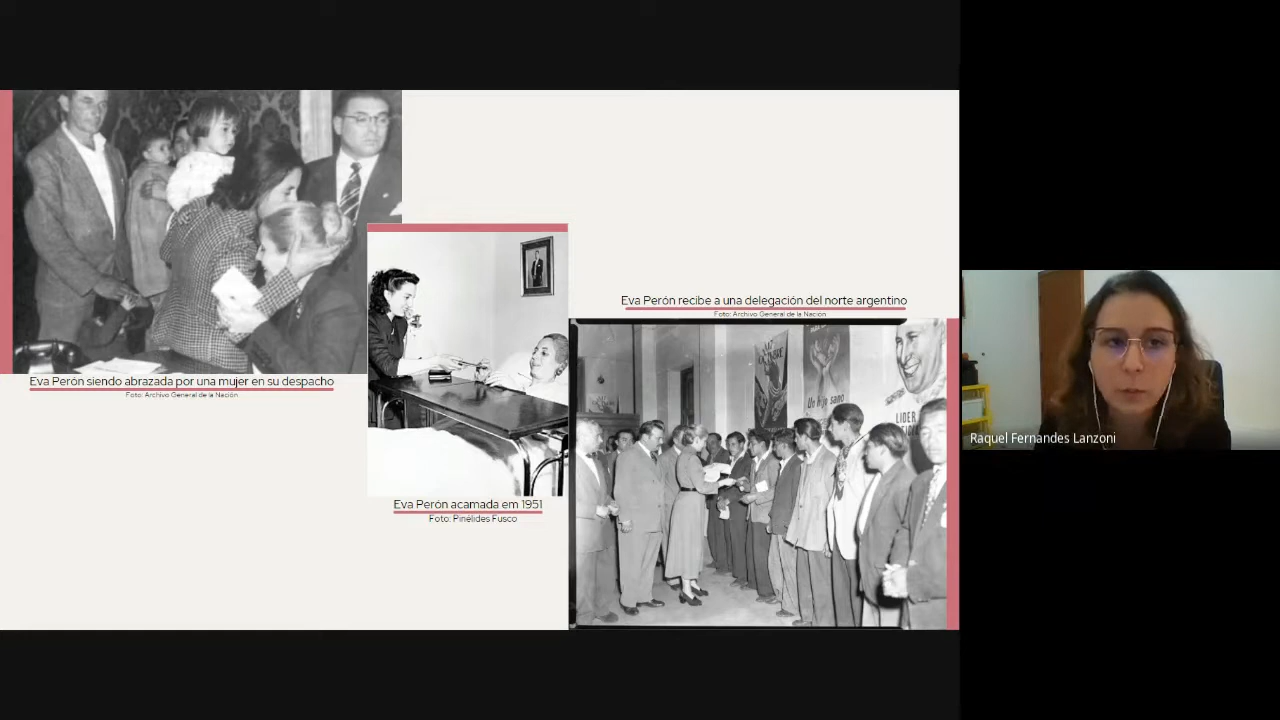 Eva Perón siendo abrazada por una mujer en su despacho
Foto: Archivo General de la Nación
Eva Perón acamada em 1951
Foto: Pinélides Fusco
Eva Perón recibe a una delegación del norte argentino
Foto: Archivo General de la Nación
Un hijo sano
LIDER
Raquel Fernandes Lanzoni